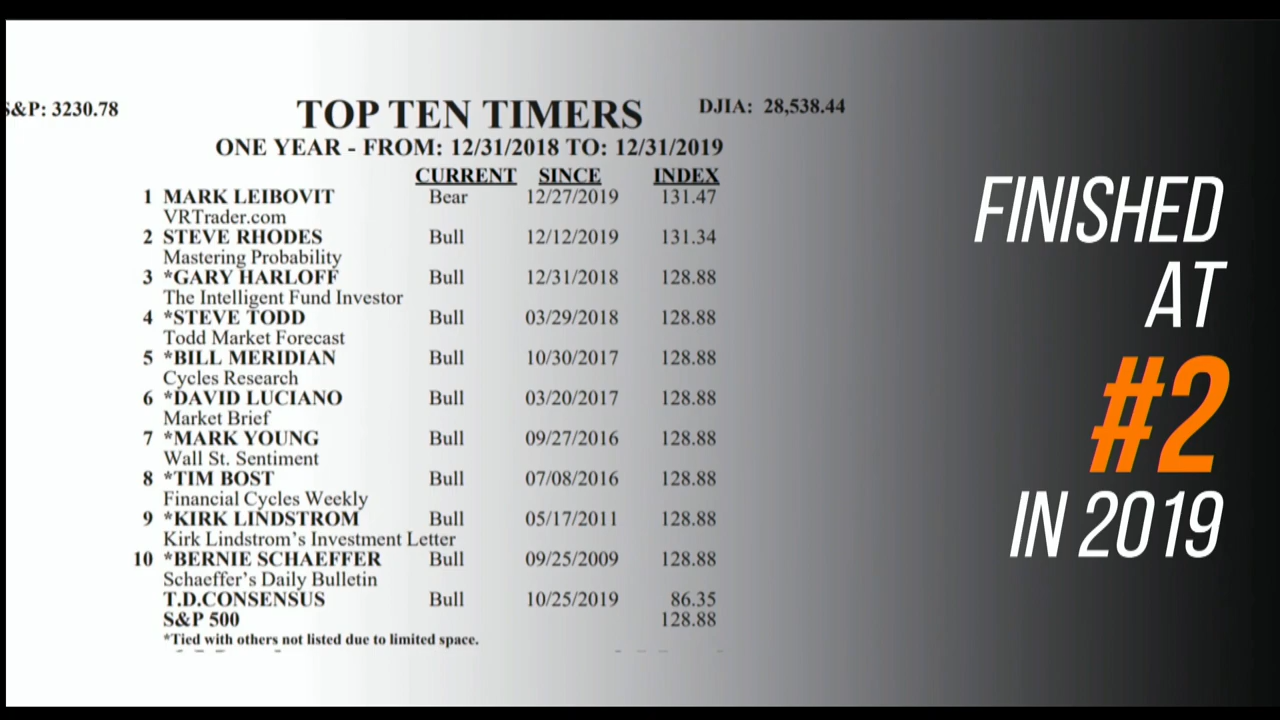 S&P: 3230.78
TOP TEN TIMERS
DJIA: 28,538.44
ONE YEAR - FROM: 12/31/2018 TO: 12/31/2019
CURRENT SINCE INDEX
1 MARK LEIBOVIT Bear 12/27/2019 131.47
VRTrader.com
2 STEVE RHODES Bull 12/12/2019 131.34
Mastering Probability
3 *GARY HARLOFF Bull 12/31/2018 128.88
The Intelligent Fund Investor
4 *STEVE TODD Bull 03/29/2018 128.88
Todd Market Forecast
5 *BILL MERIDIAN Bull 10/30/2017 128.88
Cycles Research
6 *DAVID LUCIANO Bull 03/20/2017 128.88
Market Brief
7 *MARK YOUNG Bull 09/27/2016 128.88
Wall St. Sentiment
8 *TIM BOST Bull 07/08/2016 128.88
Financial Cycles Weekly
9 *KIRK LINDSTROM Bull 05/17/2011 128.88
Kirk Lindstrom's Investment Letter
10 *BERNIE SCHAEFFER Bull 09/25/2009 128.88
Schaeffer's Daily Bulletin
T.D.CONSENSUS Bull 10/25/2019 86.35
S&P 500 128.88
*Tied with others not listed due to limited space.
FINISHED
AT
#2
IN 2019